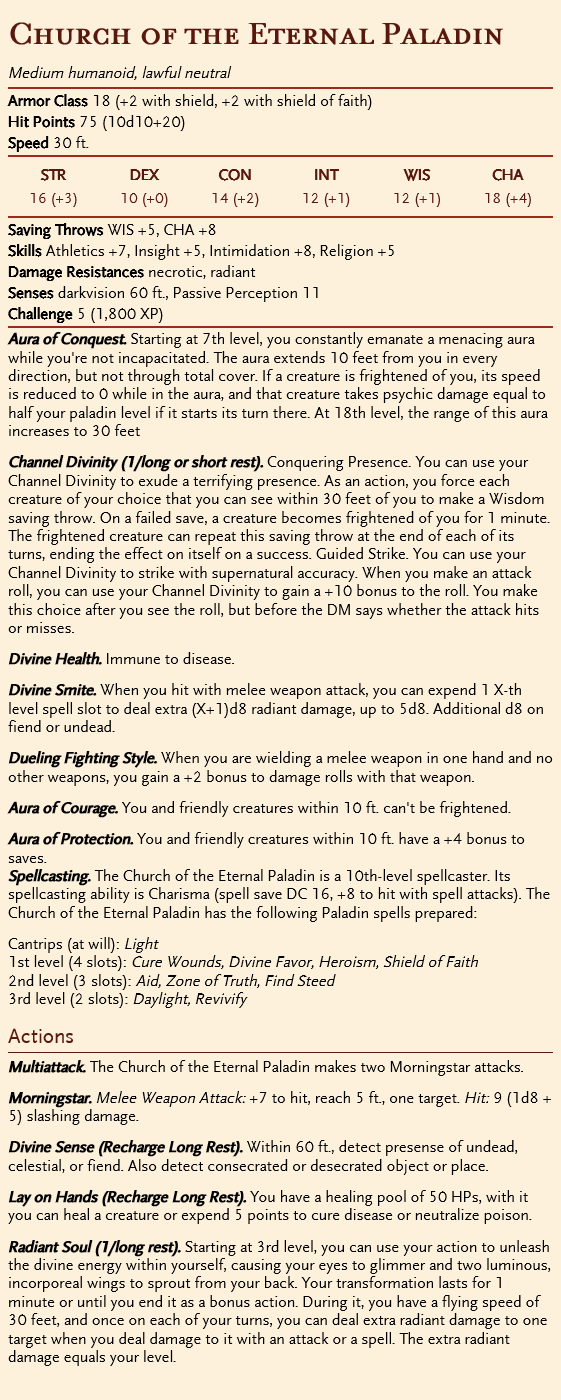 Church of the Eternal Paladin
Medium humanoid, lawful neutral
Armor Class 18 (+2 with shield, +2 with shield of faith)
Hit Points 75 (10d10+20)
Speed 30 ft.
STR DEX CON INT WIS CHA
16 (+3) 10 (+0) 14 (+2) 12 (+1) 12 (+1) 18 (+4)
Saving Throws WIS +5, CHA +8
Skills Athletics +7, Insight +5, Intimidation +8, Religion +5
Damage Resistances necrotic, radiant
Senses darkvision 60 ft., Passive Perception 11
Challenge 5 (1,800 XP)
Aura of Conquest. Starting at 7th level, you constantly emanate a menacing aura
while you're not incapacitated. The aura extends 10 feet from you in every
direction, but not through total cover. If a creature is frightened of you, its speed
is reduced to 0 while in the aura, and that creature takes psychic damage equal to
half your paladin level if it starts its turn there. At 18th level, the range of this aura
increases to 30 feet
Channel Divinity (1/long or short rest). Conquering Presence. You can use your
Channel Divinity to exude a terrifying presence. As an action, you force each
creature of your choice that you can see within 30 feet of you to make a Wisdom
saving throw. On a failed save, a creature becomes frightened of you for 1 minute.
The frightened creature can repeat this saving throw at the end of each of its
turns, ending the effect on itself on a success. Guided Strike. You can use your
Channel Divinity to strike with supernatural accuracy. When you make an attack
roll, you can use your Channel Divinity to gain a +10 bonus to the roll. You make
this choice after you see the roll, but before the DM says whether the attack hits
or misses.
Divine Health. Immune to disease.
Divine Smite. When you hit with melee weapon attack, you can expend 1 X-th
level spell slot to deal extra (X+1)d8 radiant damage, up to 5d8. Additional d8 on
fiend or undead.
Dueling Fighting Style. When you are wielding a melee weapon in one hand and no
other weapons, you gain a +2 bonus to damage rolls with that weapon.
Aura of Courage. You and friendly creatures within 10 ft. can't be frightened.
Aura of Protection. You and friendly creatures within 10 ft. have a +4 bonus to
saves.
Spellcasting. The Church of the Eternal Paladin is a 10th-level spellcaster. Its
spellcasting ability is Charisma (spell save DC 16, +8 to hit with spell attacks). The
Church of the Eternal Paladin has the following Paladin spells prepared:
Cantrips (at will): Light
1st level (4 slots): Cure Wounds, Divine Favor, Heroism, Shield of Faith
2nd level (3 slots): Aid, Zone of Truth, Find Steed
3rd level (2 slots): Daylight, Revivify
Actions
Multiattack. The Church of the Eternal Paladin makes two Morningstar attacks.
Morningstar. Melee Weapon Attack: +7 to hit, reach 5 ft., one target. Hit: 9 (1d8 +
5) slashing damage.
Divine Sense (Recharge Long Rest). Within 60 ft., detect presense of undead,
celestial, or fiend. Also detect consecrated or desecrated object or place.
Lay on Hands (Recharge Long Rest). You have a healing pool of 50 HPs, with it
you can heal a creature or expend 5 points to cure disease or neutralize poison.
Radiant Soul (1/long rest). Starting at 3rd level, you can use your action to unleash
the divine energy within yourself, causing your eyes to glimmer and two luminous,
incorporeal wings to sprout from your back. Your transformation lasts for 1
minute or until you end it as a bonus action. During it, you have a flying speed of
30 feet, and once on each of your turns, you can deal extra radiant damage to one
target when you deal damage to it with an attack or a spell. The extra radiant
damage equals your level.